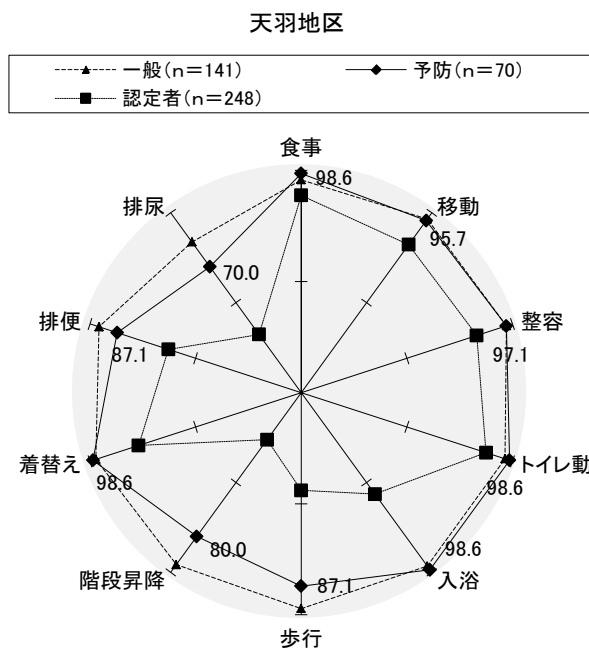 天羽地区
一般(n=141)
予防(n=70)
認定者(n=248)
食事
98.6
移動
95.7
整容
97.1
トイレ動
98.6
入浴
98.6
歩行
87.1
階段昇降
80.0
着替え
98.6
排便
87.1
排尿
70.0